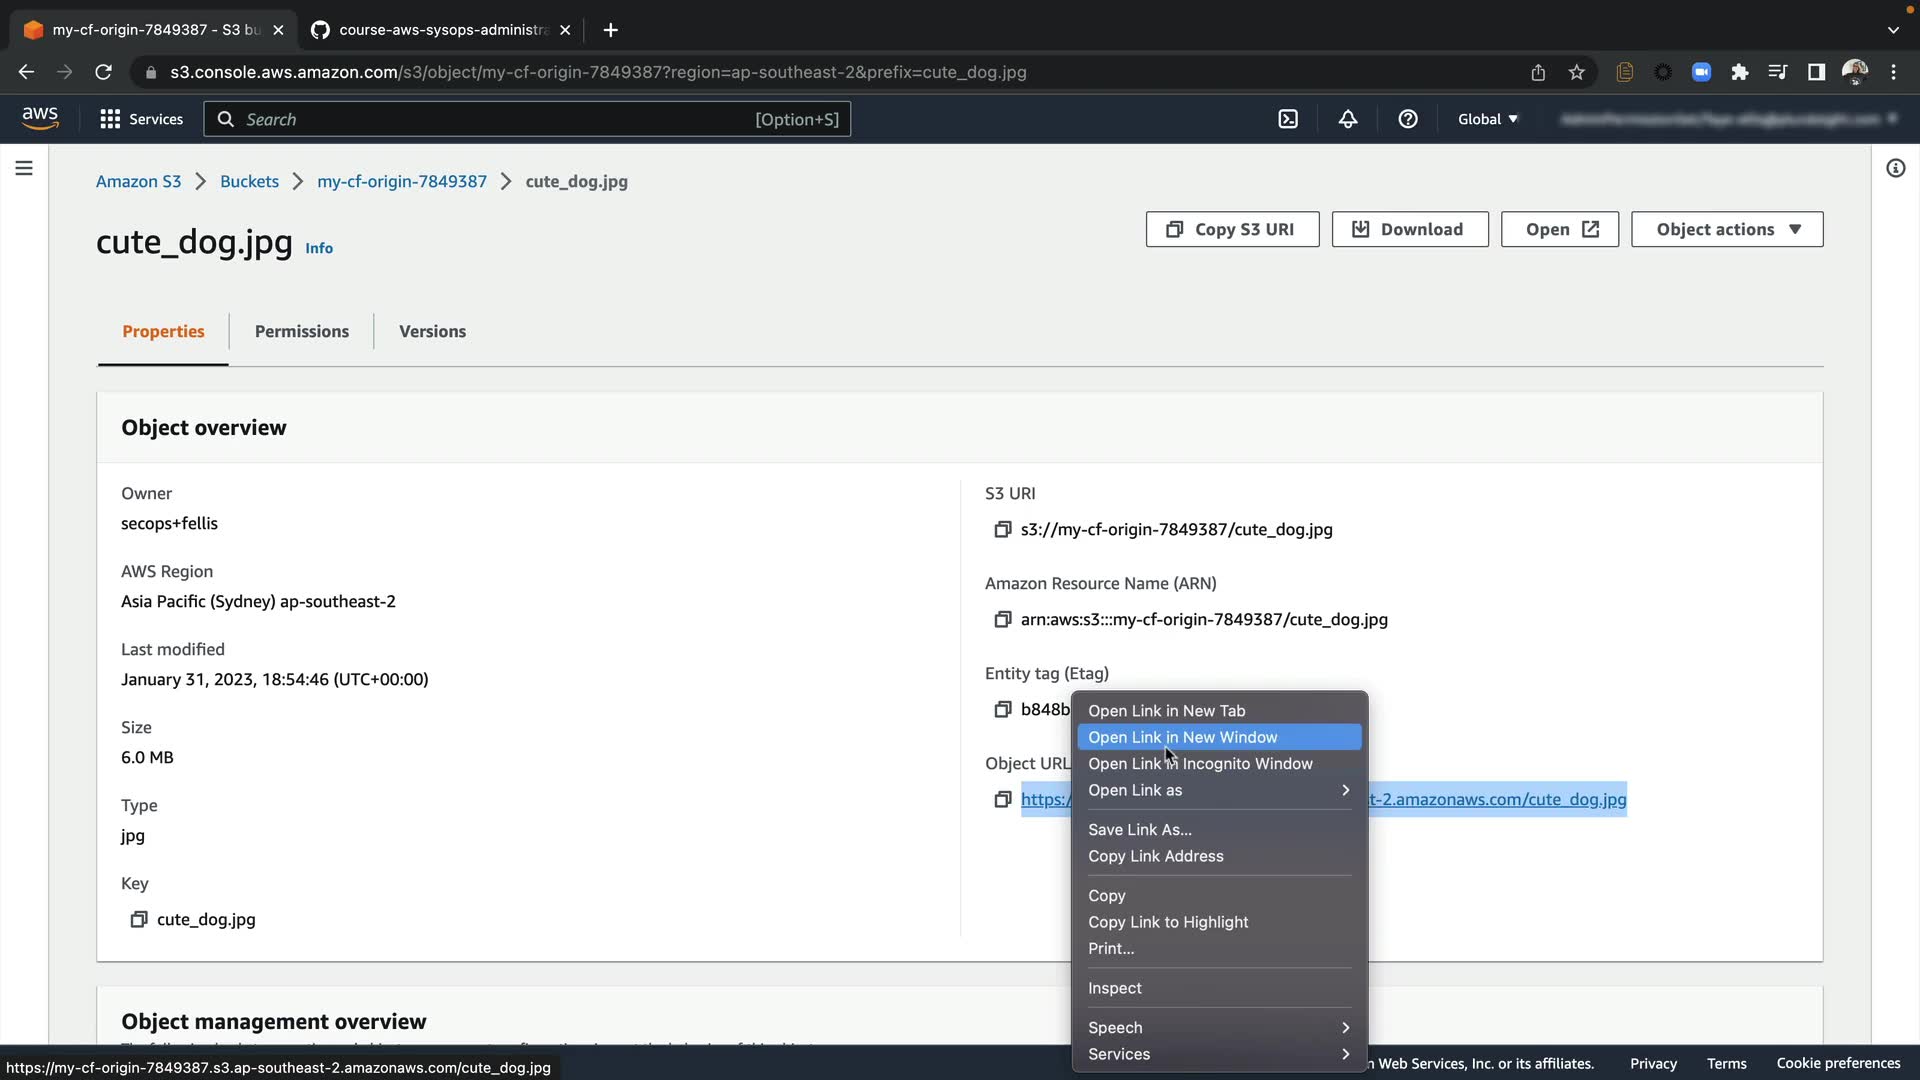 my-cf-origin-7849387 - S3 bu
course-aws-sysops-administra
s3.console.aws.amazon.com/s3/object/my-cf-origin-7849387?region=ap-southeast-2&prefix=cute_dog.jpg
aws
Services
Search
[Option+S]
Global
Amazon S3
Buckets
my-cf-origin-7849387
cute_dog.jpg
cute_dog.jpg
Info
Copy S3 URI
Download
Open
Object actions
Properties
Permissions
Versions
Object overview
Owner
secops+fellis
AWS Region
Asia Pacific (Sydney) ap-southeast-2
Last modified
January 31, 2023, 18:54:46 (UTC+00:00)
Size
6.0 MB
Type
jpg
Key
cute_dog.jpg
S3 URI
s3://my-cf-origin-7849387/cute_dog.jpg
Amazon Resource Name (ARN)
arn:aws:s3:::my-cf-origin-7849387/cute_dog.jpg
Entity tag (Etag)
b848b
Object URL
https:/
t-2.amazonaws.com/cute_dog.jpg
Open Link in New Tab
Open Link in New Window
Open Link in Incognito Window
Open Link as
Save Link As...
Copy Link Address
Copy
Copy Link to Highlight
Print...
Inspect
Speech
Services
Object management overview
https://my-cf-origin-7849387.s3.ap-southeast-2.amazonaws.com/cute_dog.jpg
n Web Services, Inc. or its affiliates.
Privacy
Terms
Cookie preferences